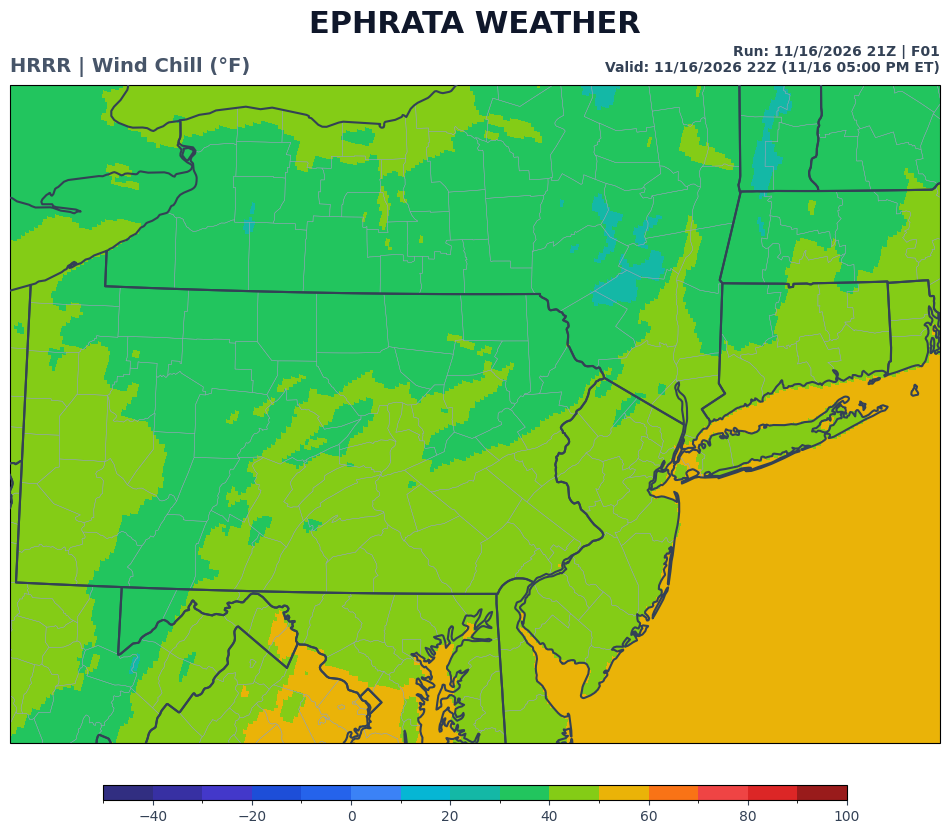 EPHRATA WEATHER
HRRR | Wind Chill (°F)
Run: 11/16/2026 21Z | F01
Valid: 11/16/2026 22Z (11/16 05:00 PM ET)
−40 −20 0 20 40 60 80 100